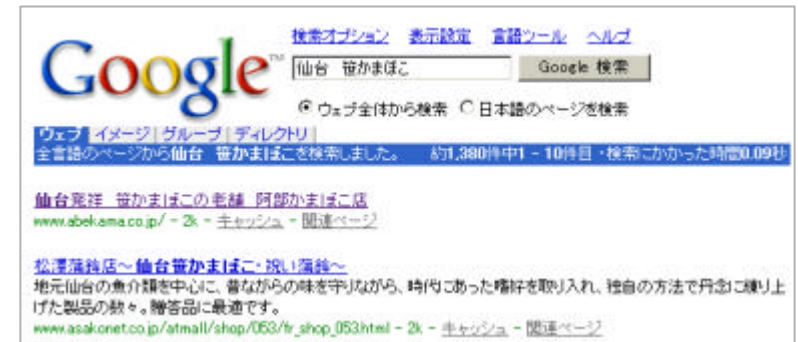 検索オプション 表示設定 言語ツール ヘルプ
Google™ 仙台 笹かまぼこ Google 検索
ウェブ全体から検索 日本語のページを検索
ウェブ イメージ グループ ディレクトリ
全言語のページから仙台 笹かまぼこを検索しました。 約1,380件中1 - 10件目 ・検索にかかった時間0.09秒
仙台発祥 笹かまぼこの老舗 阿部かまぼこ店
www.abekama.co.jp/ - 2k - キャッシュ - 関連ページ
松澤蒲鉾店～仙台笹かまぼこ・祝い蒲鉾～
地元仙台の魚介類を中心に、昔ながらの味を守りながら、時代にあった嗜好を取り入れ、独自の方法で丹念に練り上
げた製品の数々。贈答品に最適です。
www.asakonet.co.jp/atmall/shop/053/fr_shop_053.html - 2k - キャッシュ - 関連ページ